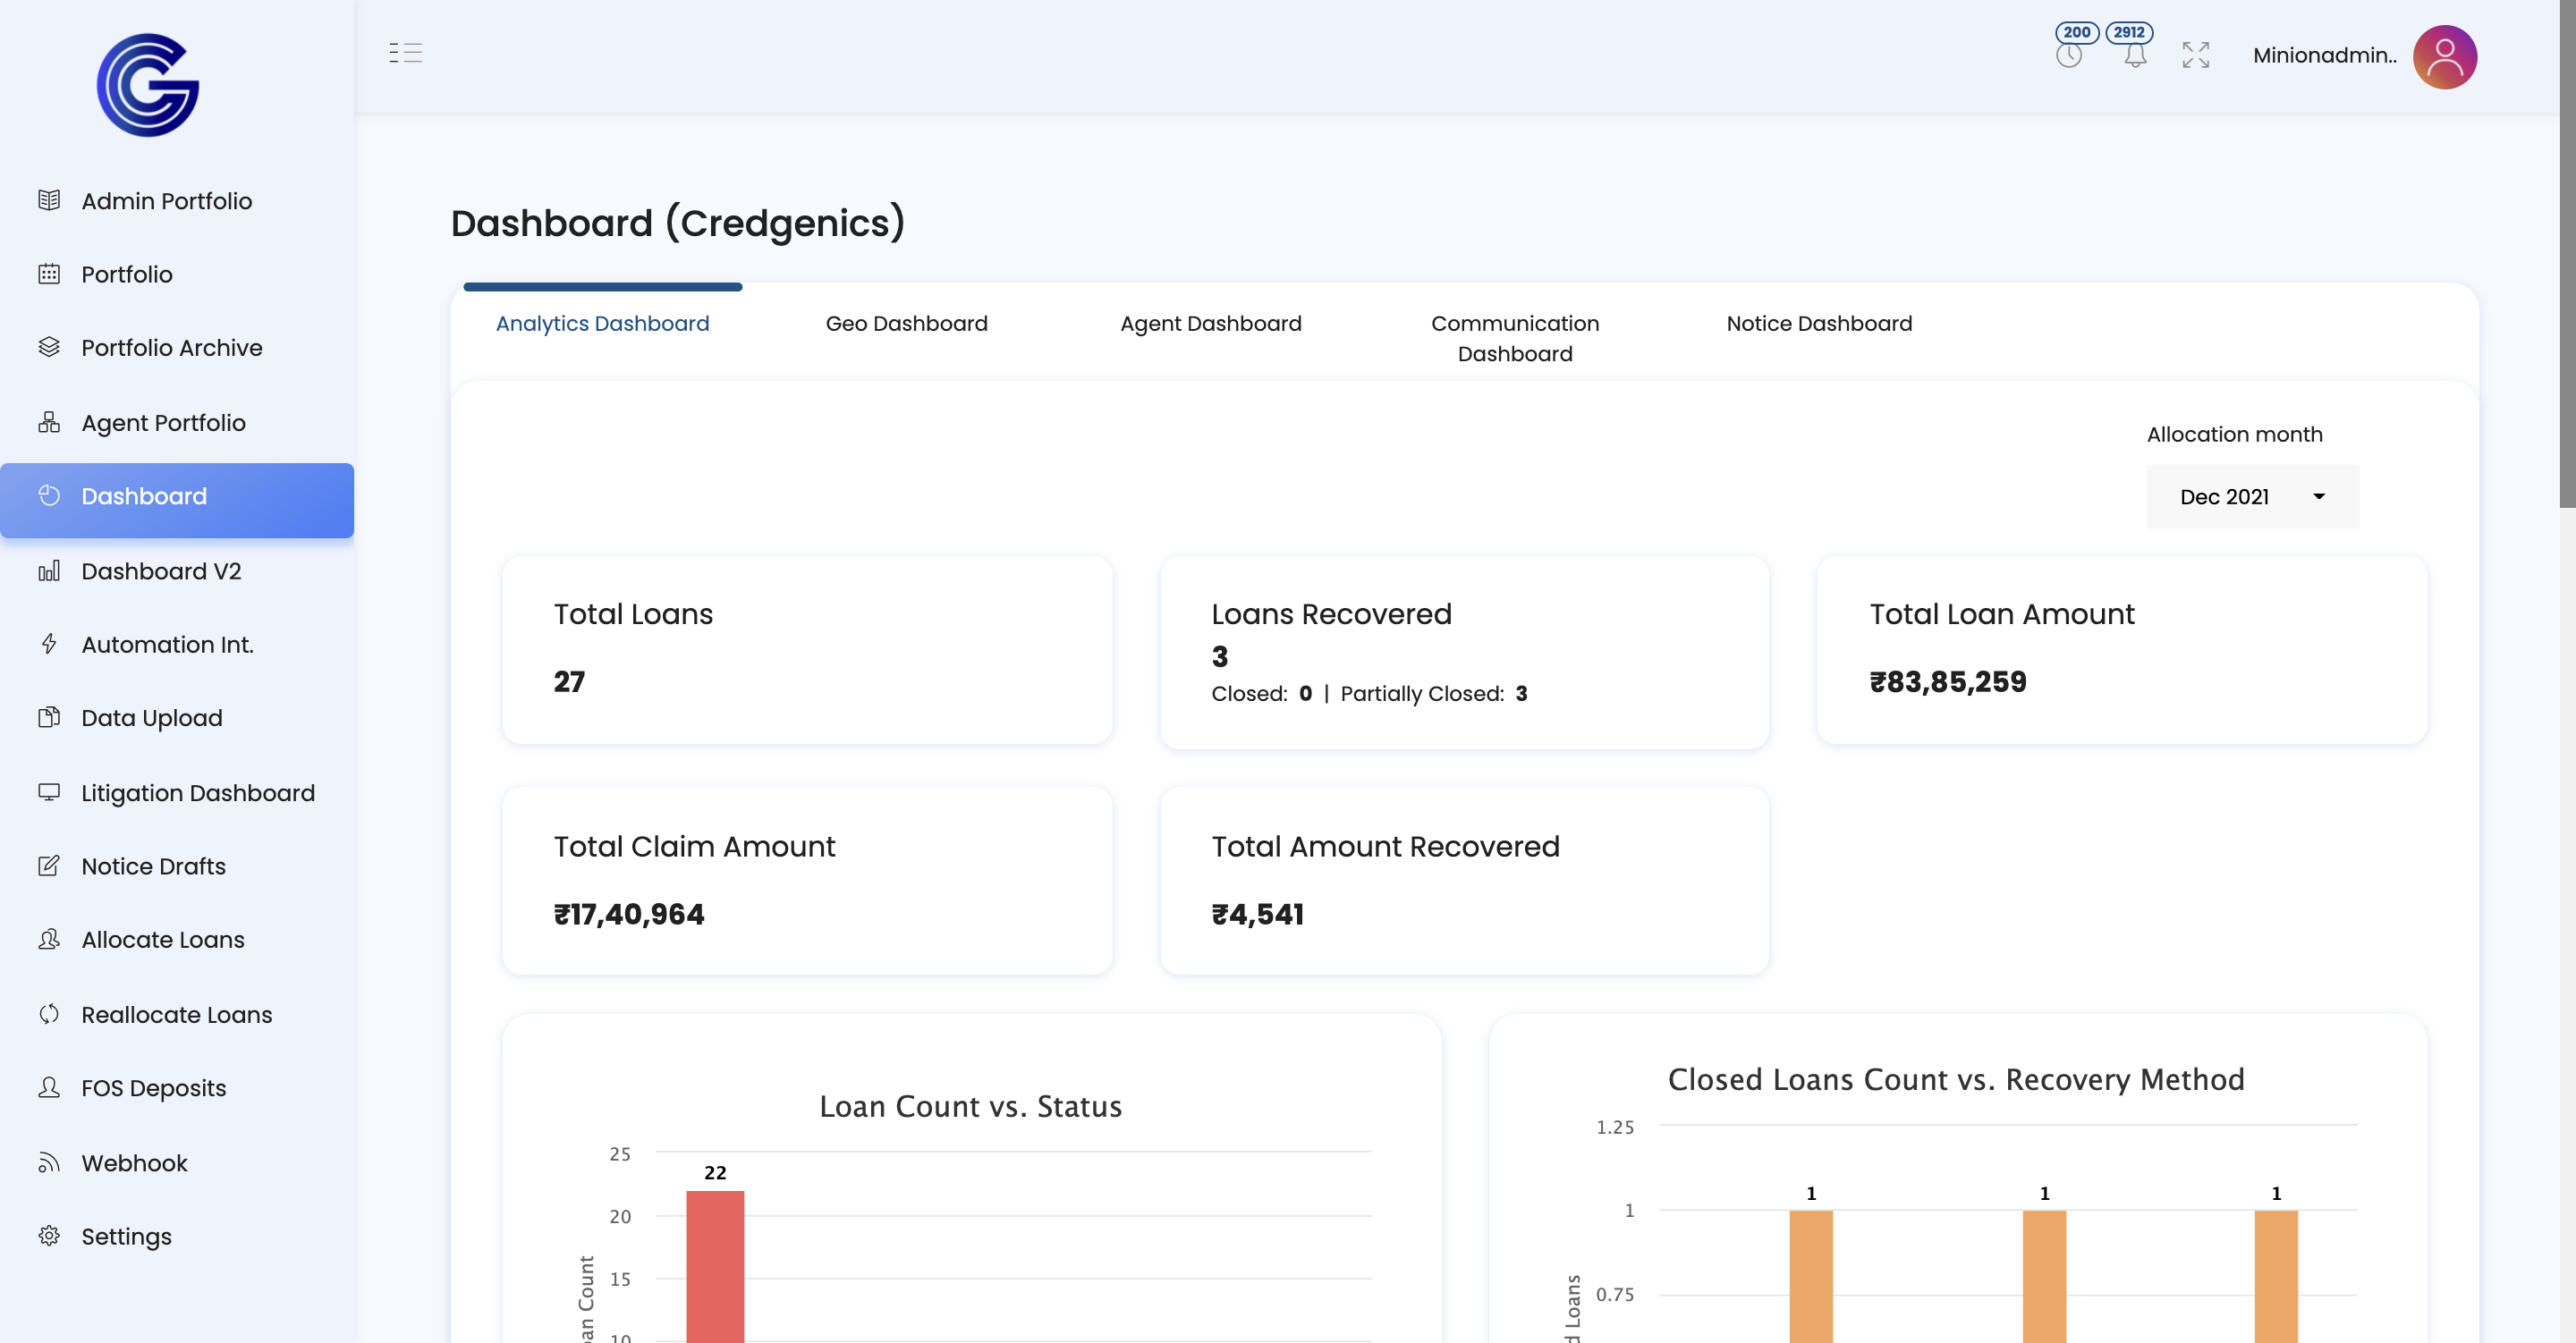 200 2912
Minionadmin..
Admin Portfolio
Portfolio
Portfolio Archive
Agent Portfolio
Dashboard
Dashboard V2
Automation Int.
Data Upload
Litigation Dashboard
Notice Drafts
Allocate Loans
Reallocate Loans
FOS Deposits
Webhook
Settings
Dashboard (Credgenics)
Analytics Dashboard
Geo Dashboard
Agent Dashboard
Communication
Dashboard
Notice Dashboard
Allocation month
Dec 2021
Total Loans
27
Loans Recovered
3
Closed: 0 | Partially Closed: 3
Total Loan Amount
₹83,85,259
Total Claim Amount
₹17,40,964
Total Amount Recovered
₹4,541
Loan Count vs. Status
25
22
20
15
10
Count
Closed Loans Count vs. Recovery Method
1.25
1 1 1
1
0.75
Loans